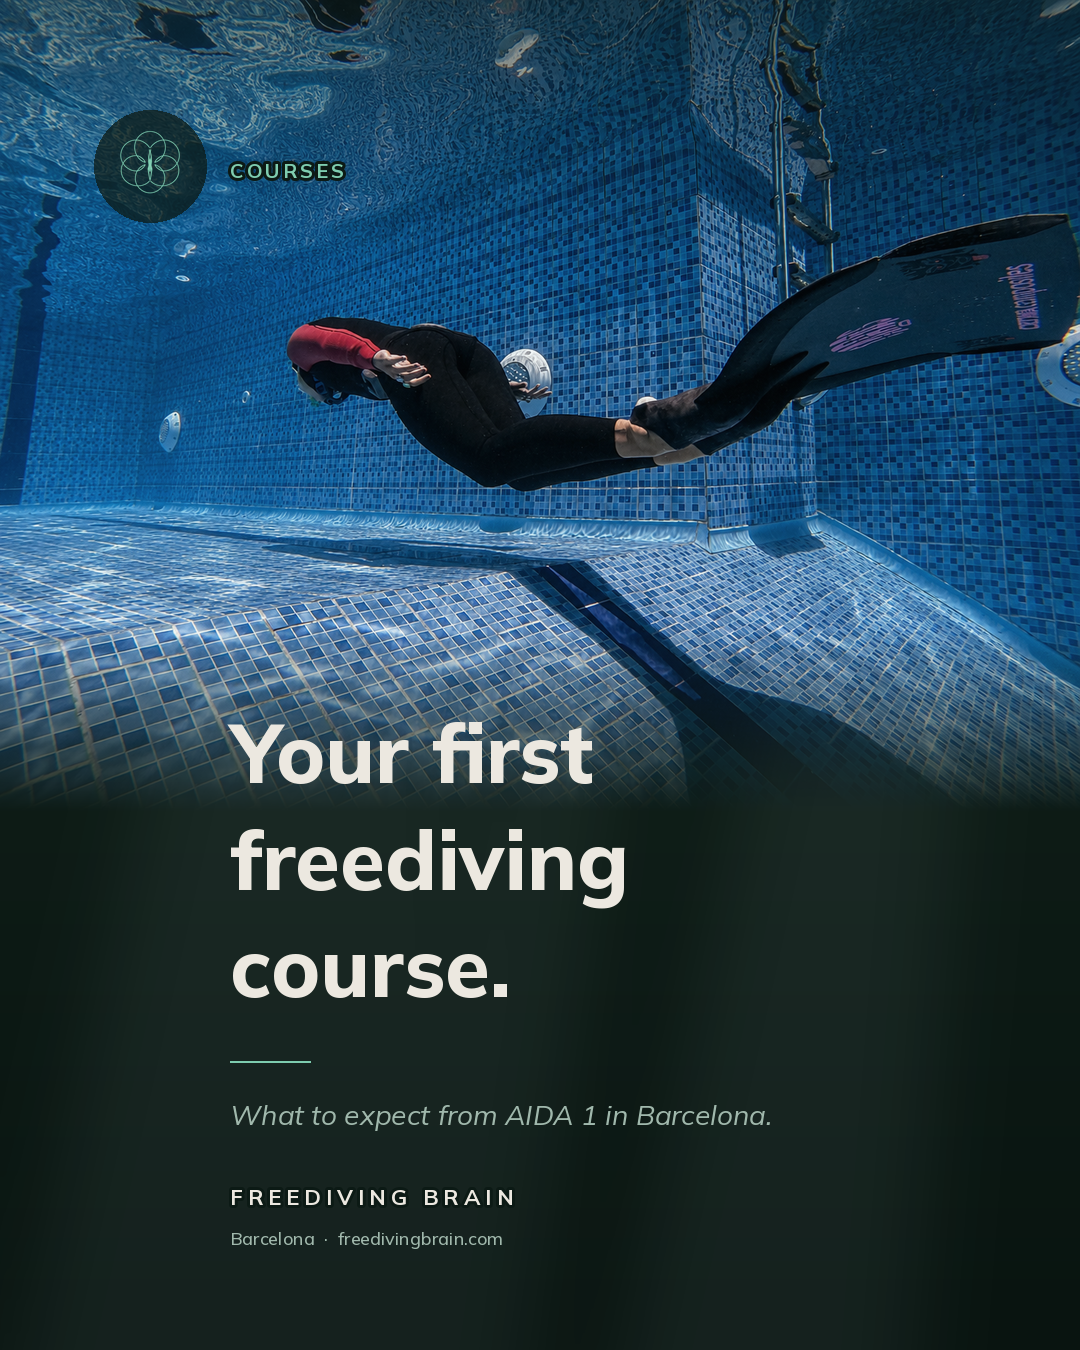 COURSES
Your first
freediving
course.
What to expect from AIDA 1 in Barcelona.
FREEDIVING BRAIN
Barcelona · freedivingbrain.com